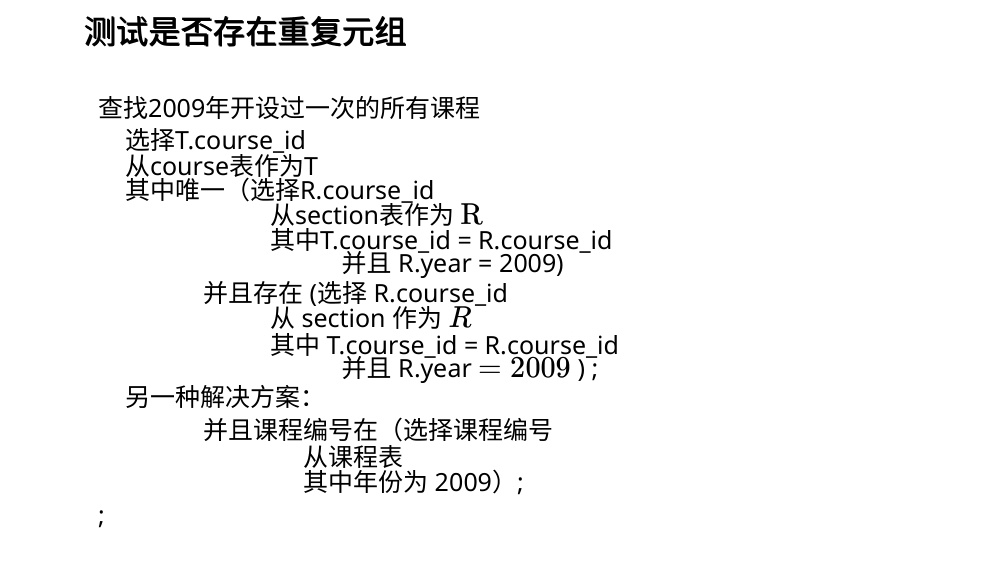 测试是否存在重复元组
查找2009年开设过一次的所有课程
选择T.course_id
从course表作为T
其中唯一（选择R.course_id
从section表作为 R
其中T.course_id = R.course_id
并且 R.year = 2009)
并且存在 (选择 R.course_id
从 section 作为 R
其中 T.course_id = R.course_id
并且 R.year = 2009 ) ;
另一种解决方案：
并且课程编号在（选择课程编号
从课程表
其中年份为 2009）;
;